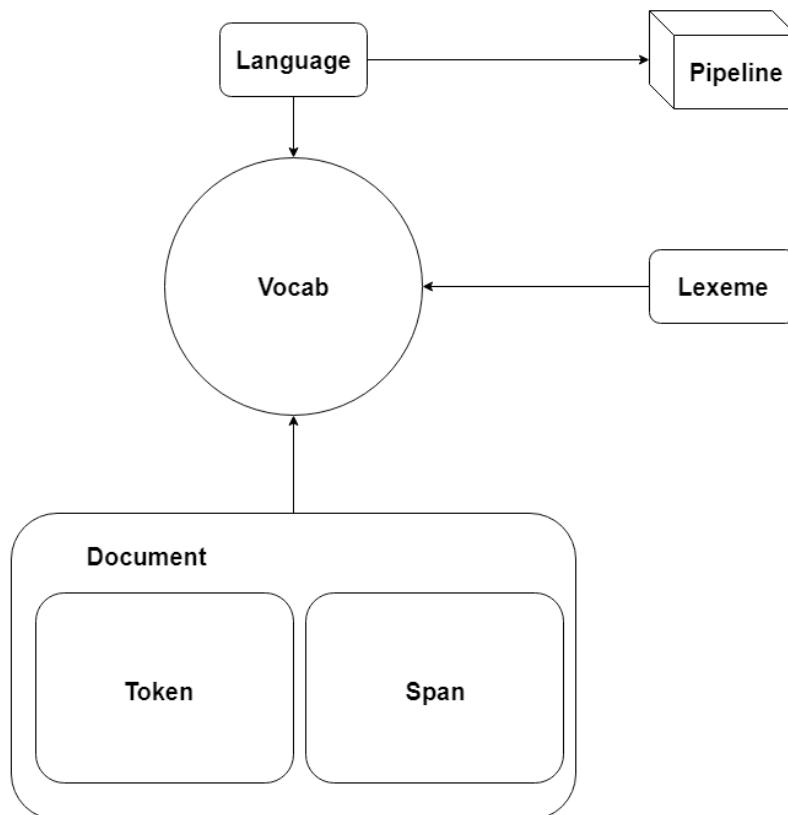 Language
Pipeline
Vocab
Lexeme
Document
Token
Span